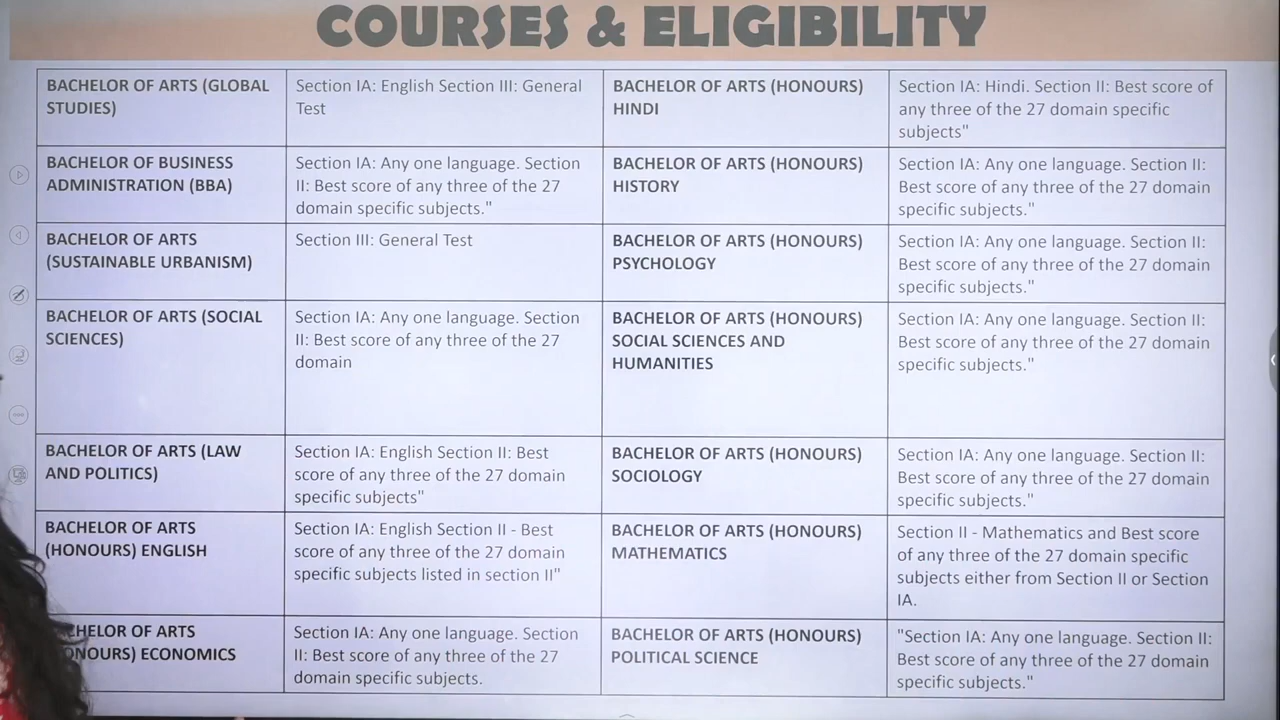 COURSES & ELIGIBILITY
BACHELOR OF ARTS (GLOBAL
STUDIES)
Section IA: English Section III: General
Test
BACHELOR OF ARTS (HONOURS)
HINDI
Section IA: Hindi. Section II: Best score of
any three of the 27 domain specific
subjects"
BACHELOR OF BUSINESS
ADMINISTRATION (BBA)
Section IA: Any one language. Section
II: Best score of any three of the 27
domain specific subjects."
BACHELOR OF ARTS (HONOURS)
HISTORY
Section IA: Any one language. Section II:
Best score of any three of the 27 domain
specific subjects."
BACHELOR OF ARTS
(SUSTAINABLE URBANISM)
Section III: General Test
BACHELOR OF ARTS (HONOURS)
PSYCHOLOGY
Section IA: Any one language. Section II:
Best score of any three of the 27 domain
specific subjects."
BACHELOR OF ARTS (SOCIAL
SCIENCES)
Section IA: Any one language. Section
II: Best score of any three of the 27
domain
BACHELOR OF ARTS (HONOURS)
SOCIAL SCIENCES AND
HUMANITIES
Section IA: Any one language. Section II:
Best score of any three of the 27 domain
specific subjects."
BACHELOR OF ARTS (LAW
AND POLITICS)
Section IA: English Section II: Best
score of any three of the 27 domain
specific subjects"
BACHELOR OF ARTS (HONOURS)
SOCIOLOGY
Section IA: Any one language. Section II:
Best score of any three of the 27 domain
specific subjects."
BACHELOR OF ARTS
(HONOURS) ENGLISH
Section IA: English Section II - Best
score of any three of the 27 domain
specific subjects listed in section II"
BACHELOR OF ARTS (HONOURS)
MATHEMATICS
Section II - Mathematics and Best score
of any three of the 27 domain specific
subjects either from Section II or Section
IA.
CHELOR OF ARTS
ONOURS) ECONOMICS
Section IA: Any one language. Section
II: Best score of any three of the 27
domain specific subjects.
BACHELOR OF ARTS (HONOURS)
POLITICAL SCIENCE
"Section IA: Any one language. Section II:
Best score of any three of the 27 domain
specific subjects."